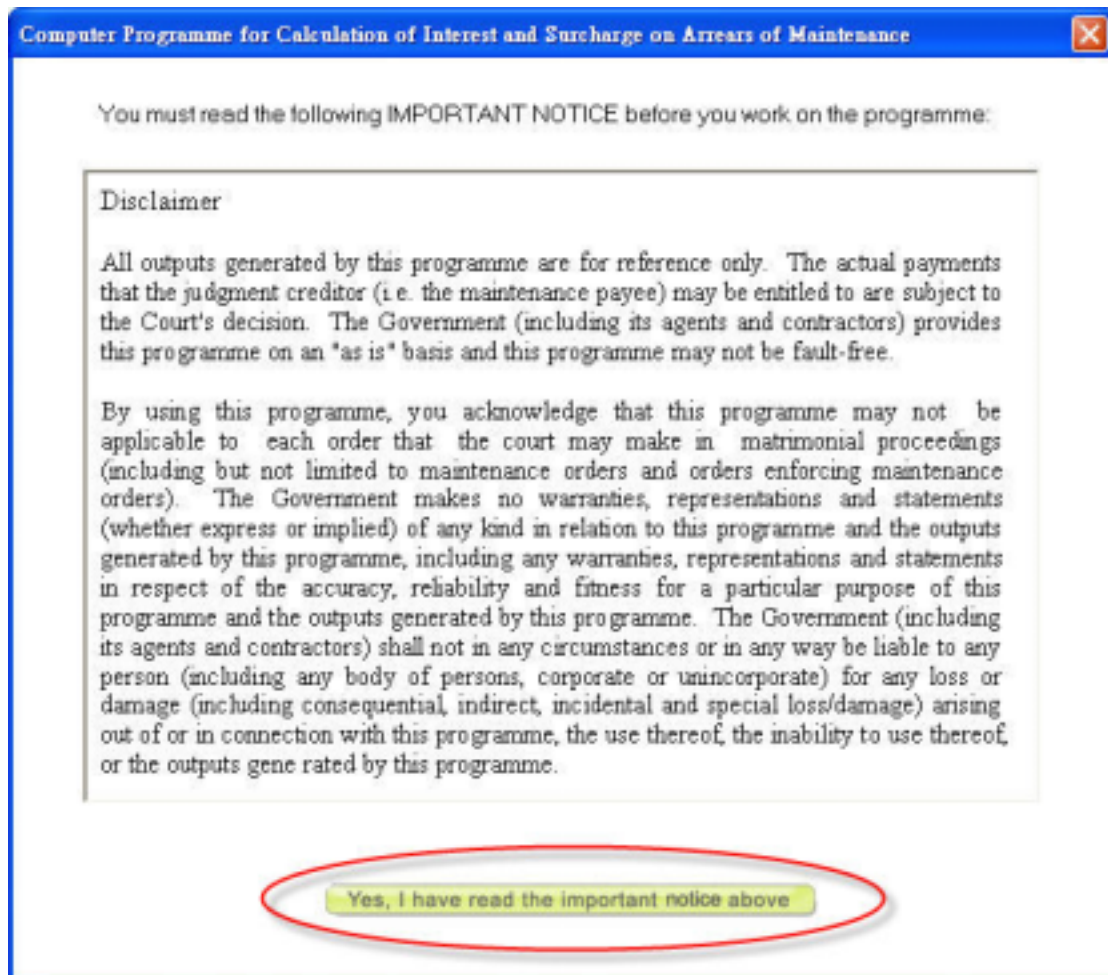 Computer Programme for Calculation of Interest and Surcharge on Arrears of Maintenance
You must read the following IMPORTANT NOTICE before you work on the programme:
Disclaimer
All outputs generated by this programme are for reference only. The actual payments
that the judgment creditor (i.e. the maintenance payee) may be entitled to are subject to
the Court's decision. The Government (including its agents and contractors) provides
this programme on an "as is" basis and this programme may not be fault-free.
By using this programme, you acknowledge that this programme may not be
applicable to each order that the court may make in matrimonial proceedings
(including but not limited to maintenance orders and orders enforcing maintenance
orders). The Government makes no warranties, representations and statements
(whether express or implied) of any kind in relation to this programme and the outputs
generated by this programme, including any warranties, representations and statements
in respect of the accuracy, reliability and fitness for a particular purpose of this
programme and the outputs generated by this programme. The Government (including
its agents and contractors) shall not in any circumstances or in any way be liable to any
person (including any body of persons, corporate or unincorporate) for any loss or
damage (including consequential, indirect, incidental and special loss/damage) arising
out of or in connection with this programme, the use thereof, the inability to use thereof,
or the outputs gene rated by this programme.
Yes, I have read the important notice above